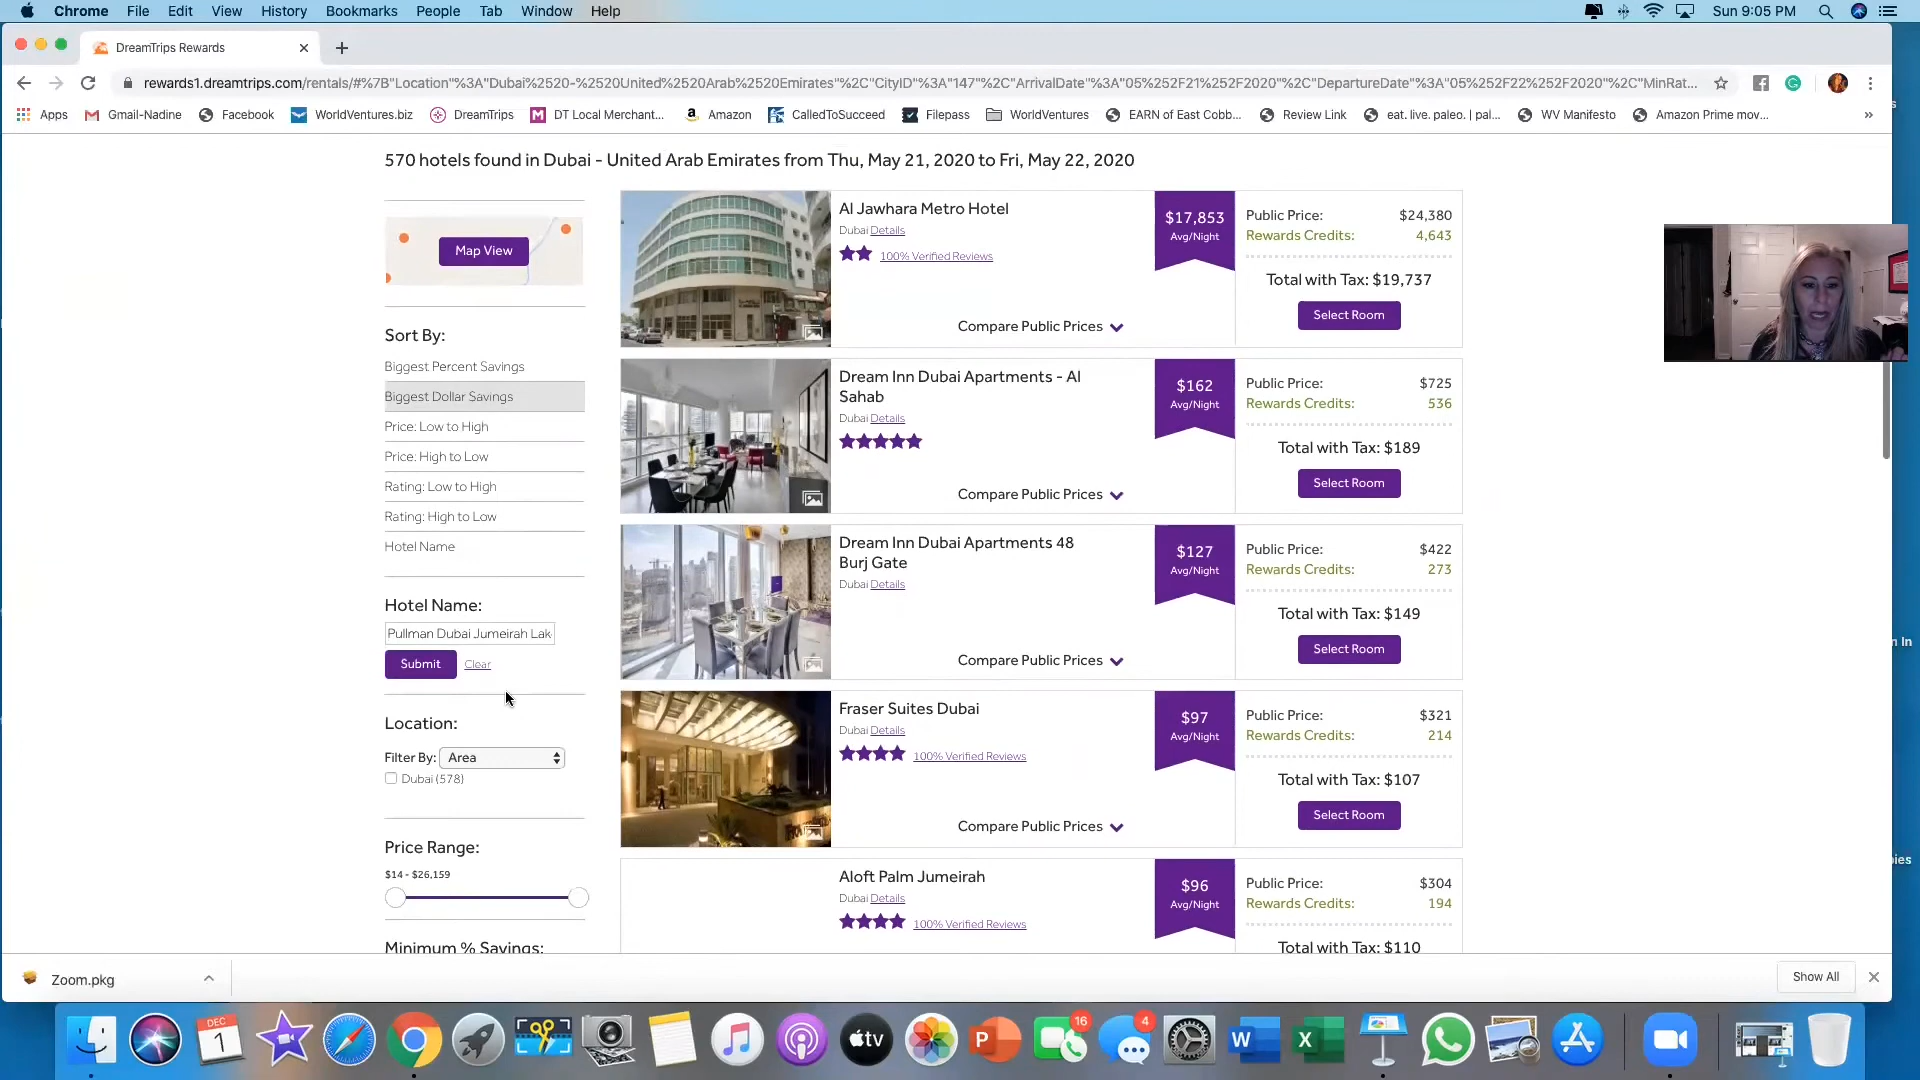 Chrome File Edit View History Bookmarks People Tab Window Help Sun 9:05 PM
DreamTrips Rewards
rewards1.dreamtrips.com/rentals/#%7B"Location"%3A"Dubai%2520-%2520United%2520Arab%2520Emirates"%2C"CityID"%3A"147"%2C"ArrivalDate"%3A"05%252F21%252F2020"%2C"DepartureDate"%3A"05%252F22%252F2020"%2C"MinRat...
Apps Gmail-Nadine Facebook WorldVentures.biz DreamTrips DT Local Merchant... Amazon CalledToSucceed Filepass WorldVentures EARN of East Cobb... Review Link eat. live. paleo. | pal... WV Manifesto Amazon Prime mov... »
570 hotels found in Dubai - United Arab Emirates from Thu, May 21, 2020 to Fri, May 22, 2020
Map View
Sort By:
Biggest Percent Savings
Biggest Dollar Savings
Price: Low to High
Price: High to Low
Rating: Low to High
Rating: High to Low
Hotel Name
Hotel Name:
Pullman Dubai Jumeirah Lak
Submit Clear
Location:
Filter By: Area
Dubai (578)
Price Range:
$14 - $26,159
Minimum % Savings:
Al Jawhara Metro Hotel
Dubai Details
100% Verified Reviews
Compare Public Prices
$17,853
Avg/Night
Public Price: $24,380
Rewards Credits: 4,643
Total with Tax: $19,737
Select Room
Dream Inn Dubai Apartments - Al
Sahab
Dubai Details
Compare Public Prices
$162
Avg/Night
Public Price: $725
Rewards Credits: 536
Total with Tax: $189
Select Room
Dream Inn Dubai Apartments 48
Burj Gate
Dubai Details
Compare Public Prices
$127
Avg/Night
Public Price: $422
Rewards Credits: 273
Total with Tax: $149
Select Room
Fraser Suites Dubai
Dubai Details
100% Verified Reviews
Compare Public Prices
$97
Avg/Night
Public Price: $321
Rewards Credits: 214
Total with Tax: $107
Select Room
Aloft Palm Jumeirah
Dubai Details
100% Verified Reviews
$96
Avg/Night
Public Price: $304
Rewards Credits: 194
Total with Tax: $110
n In
pies
Zoom.pkg
Show All
DEC
1
tv
P
16
4
W
X